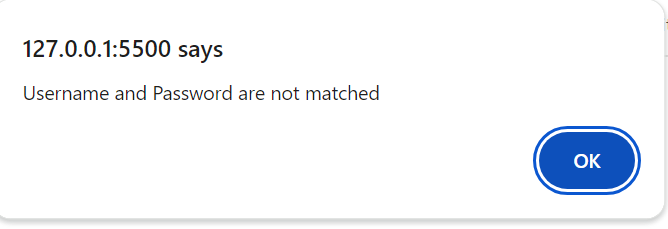 127.0.0.1:5500 says
Username and Password are not matched
OK